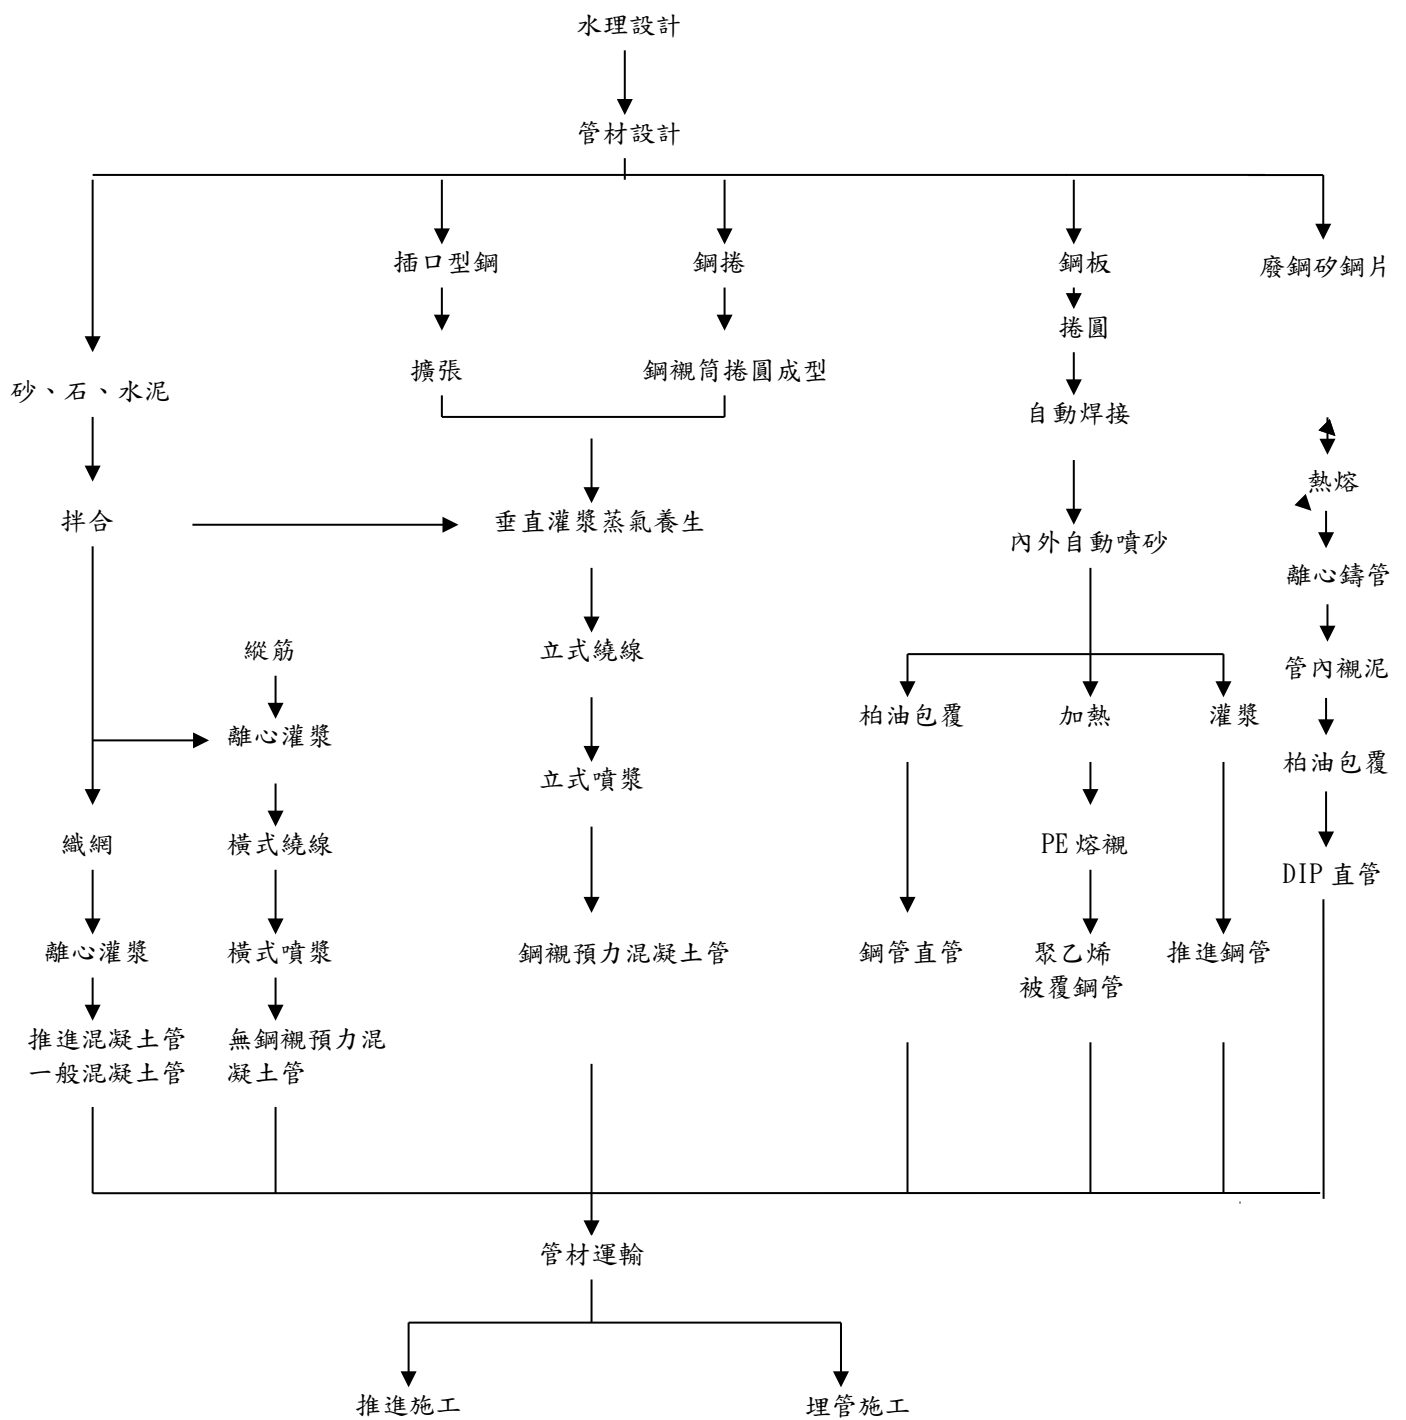 水理設計
管材設計
插口型鋼
鋼捲
鋼板
廢鋼矽鋼片
捲圓
擴張
鋼襯筒捲圓成型
砂、石、水泥
自動焊接
熱熔
拌合
垂直灌漿蒸氣養生
內外自動噴砂
離心鑄管
縱筋
立式繞線
管內襯泥
柏油包覆
加熱
灌漿
離心灌漿
柏油包覆
立式噴漿
織網
橫式繞線
PE 熔襯
DIP 直管
離心灌漿
橫式噴漿
鋼襯預力混凝土管
鋼管直管
聚乙烯
被覆鋼管
推進鋼管
推進混凝土管
一般混凝土管
無鋼襯預力混
凝土管
管材運輸
推進施工
埋管施工